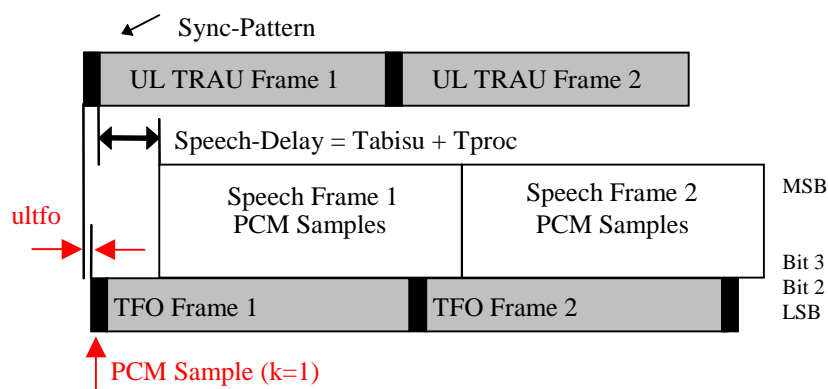 Sync-Pattern
UL TRAU Frame 1
UL TRAU Frame 2
Speech-Delay = Tabisu + Tproc
Speech Frame 1
PCM Samples
Speech Frame 2
PCM Samples
MSB
ultfo
Bit 3
Bit 2
LSB
TFO Frame 1
TFO Frame 2
PCM Sample (k=1)